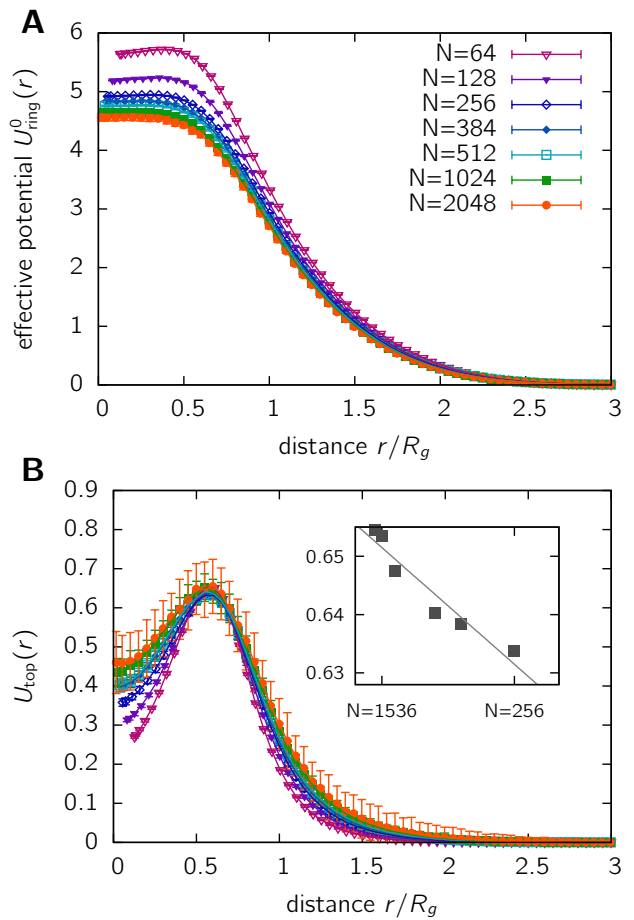 A
effective potential U⁰ring(r)
6
5
4
3
2
1
0
N=64
N=128
N=256
N=384
N=512
N=1024
N=2048
0 0.5 1 1.5 2 2.5 3
distance r/Rg
B
Utop(r)
0.9
0.8
0.7
0.6
0.5
0.4
0.3
0.2
0.1
0
0.65
0.64
0.63
N=1536 N=256
0 0.5 1 1.5 2 2.5 3
distance r/Rg